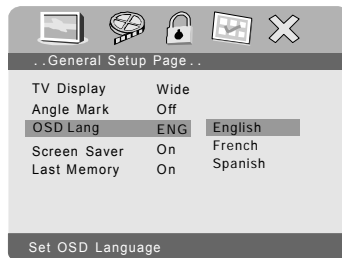 ..General Setup Page..
TV Display Wide
Angle Mark Off
OSD Lang ENG English
French
Screen Saver On
Spanish
Last Memory On
Set OSD Language